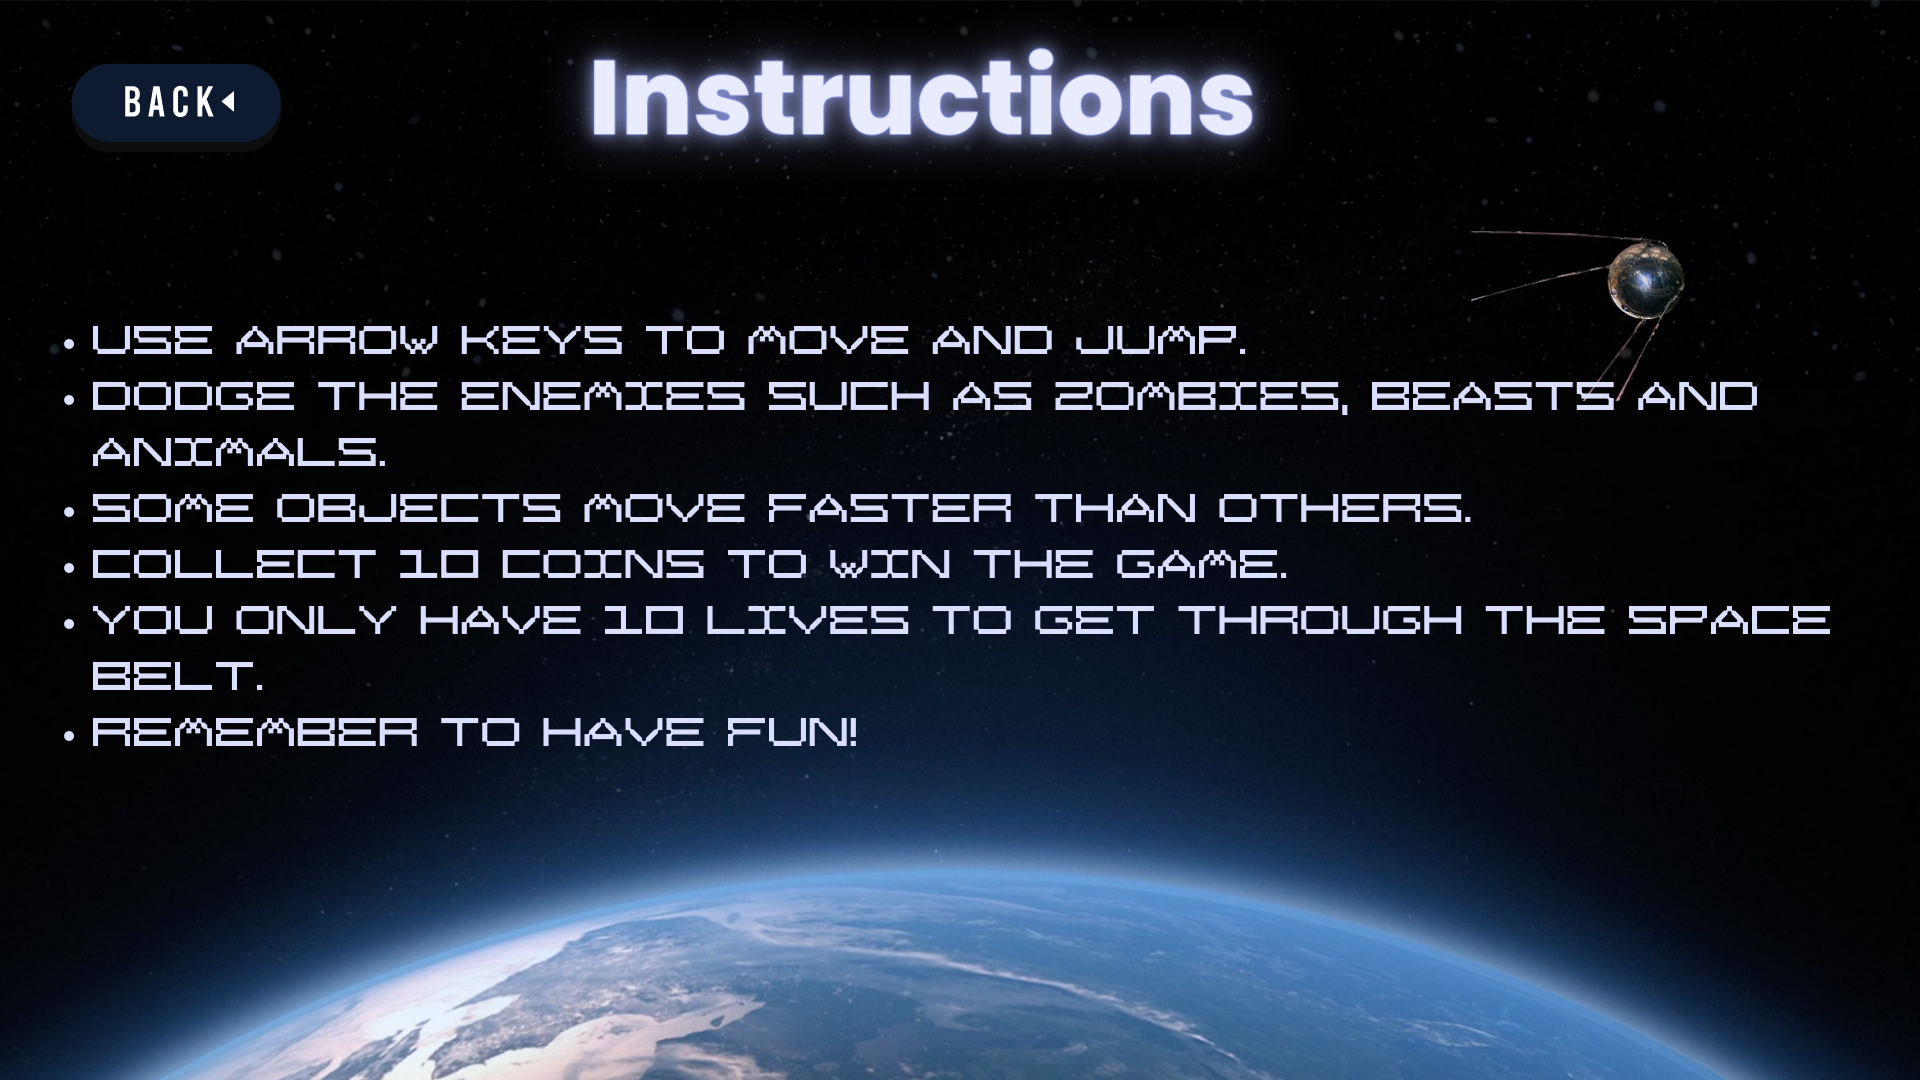 BACK
Instructions
• USE ARROW KEYS TO MOVE AND JUMP.
• DODGE THE ENEMIES SUCH AS ZOMBIES, BEASTS AND
ANIMALS.
• SOME OBJECTS MOVE FASTER THAN OTHERS.
• COLLECT 10 COINS TO WIN THE GAME.
• YOU ONLY HAVE 10 LIVES TO GET THROUGH THE SPACE
BELT.
• REMEMBER TO HAVE FUN!